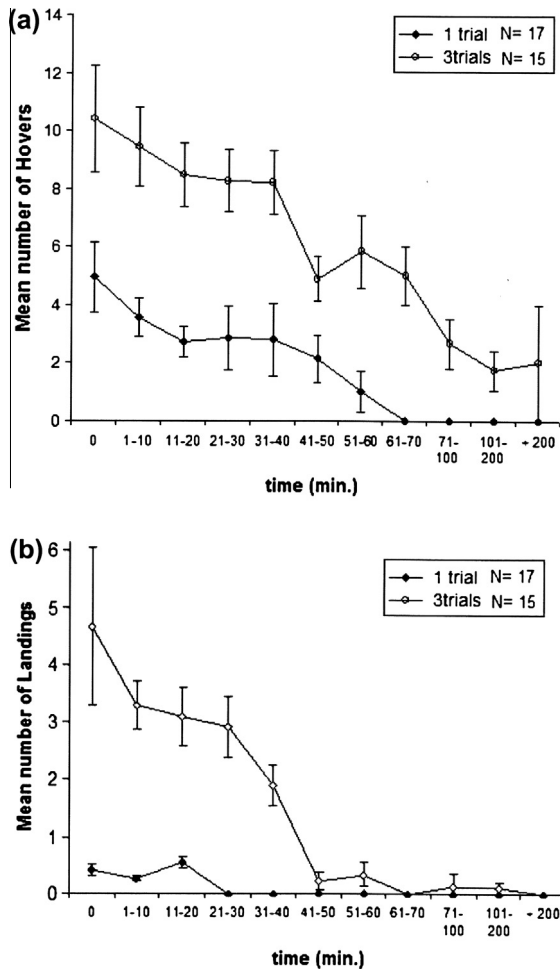 (a)
1 trial N= 17
3trials N= 15
14
12
10
8
6
4
2
0
Mean number of Hovers
0 1-10 11-20 21-30 31-40 41-50 51-60 61-70 71-100 101-200 + 200
time (min.)
(b)
1 trial N= 17
3trials N= 15
6
5
4
3
2
1
0
Mean number of Landings
0 1-10 11-20 21-30 31-40 41-50 51-60 61-70 71-100 101-200 + 200
time (min.)